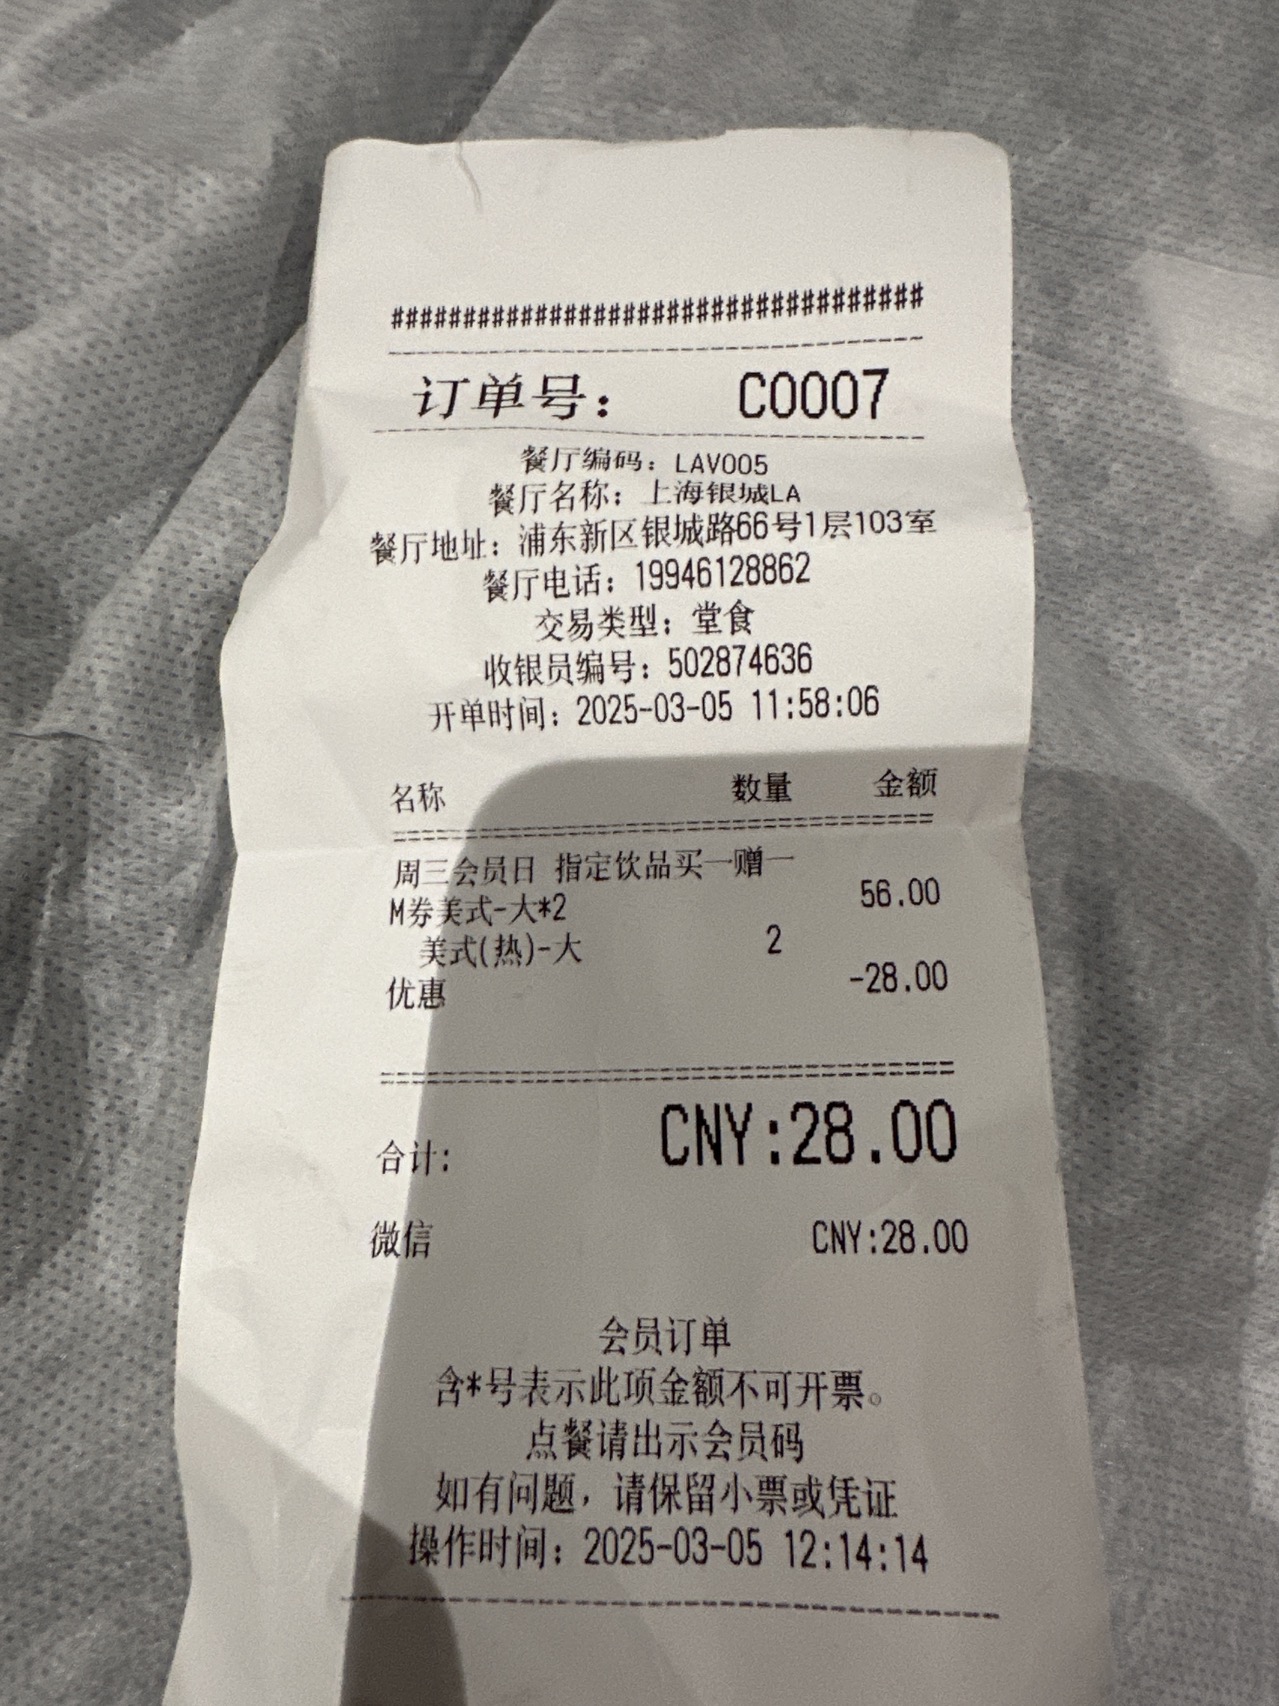 ####################################
订单号： C0007
餐厅编码：LAV005
餐厅名称：上海银城LA
餐厅地址：浦东新区银城路66号1层103室
餐厅电话：19946128862
交易类型：堂食
收银员编号：502874636
开单时间：2025-03-05 11:58:06
名称 数量 金额
周三会员日 指定饮品买一赠一
M券美式-大*2 56.00
美式(热)-大 2
优惠 -28.00
合计: CNY:28.00
微信 CNY:28.00
会员订单
含*号表示此项金额不可开票。
点餐请出示会员码
如有问题，请保留小票或凭证
操作时间：2025-03-05 12:14:14